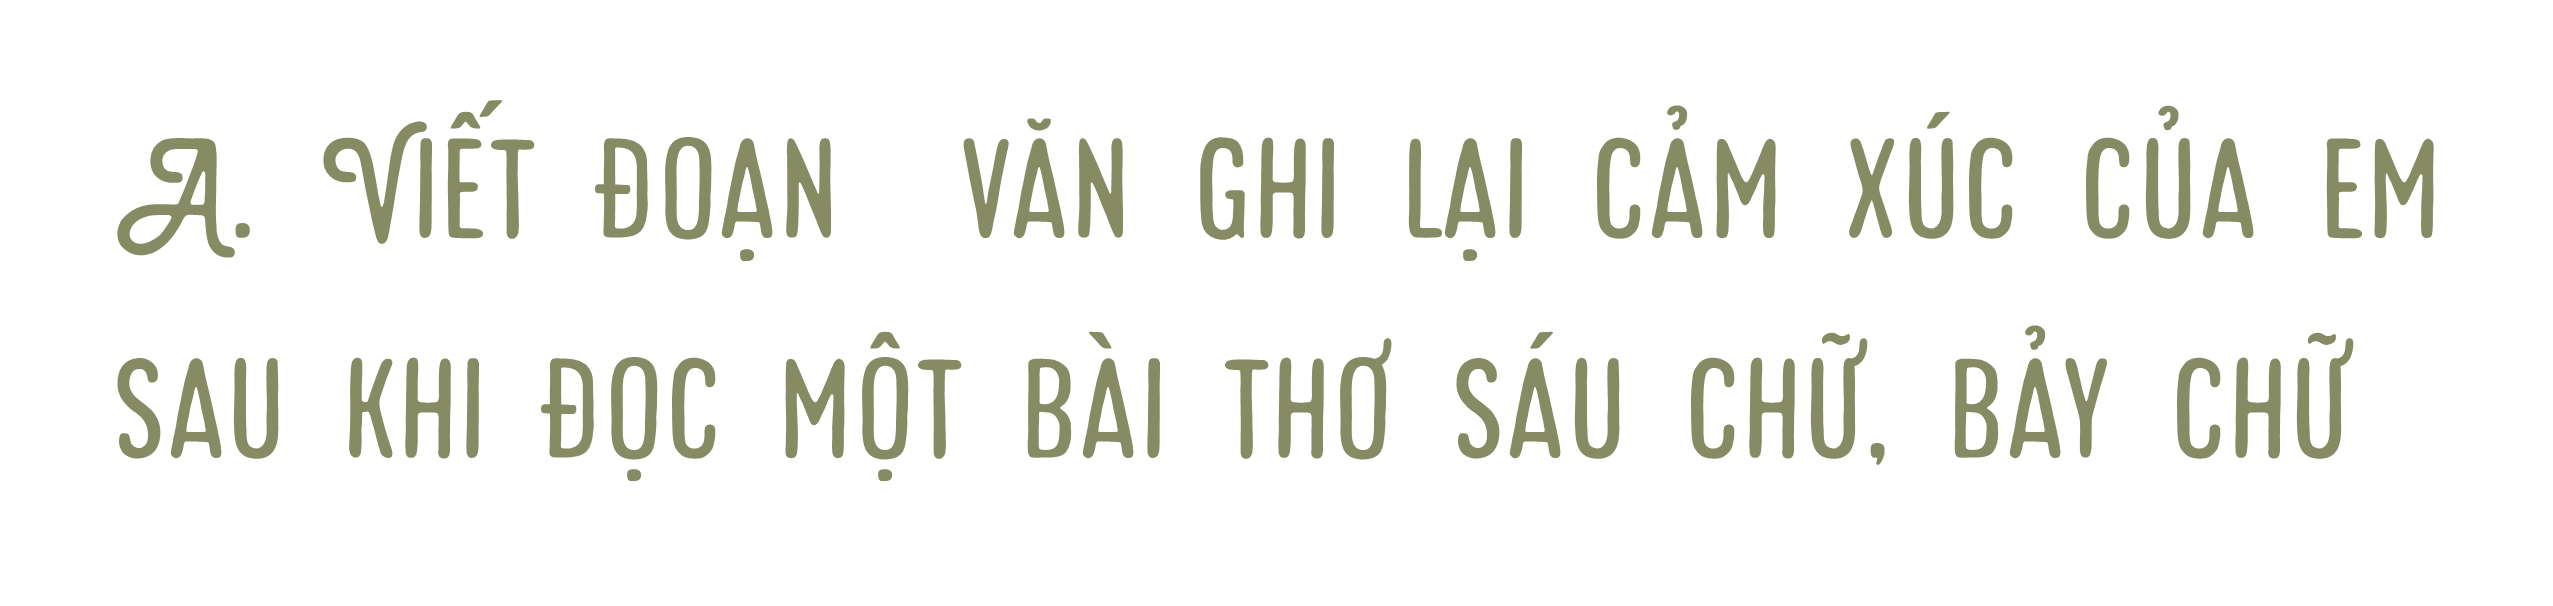 A. VIẾT ĐOẠN VĂN GHI LẠI CẢM XÚC CỦA EM
SAU KHI ĐỌC MỘT BÀI THƠ SÁU CHỮ, BẢY CHỮ